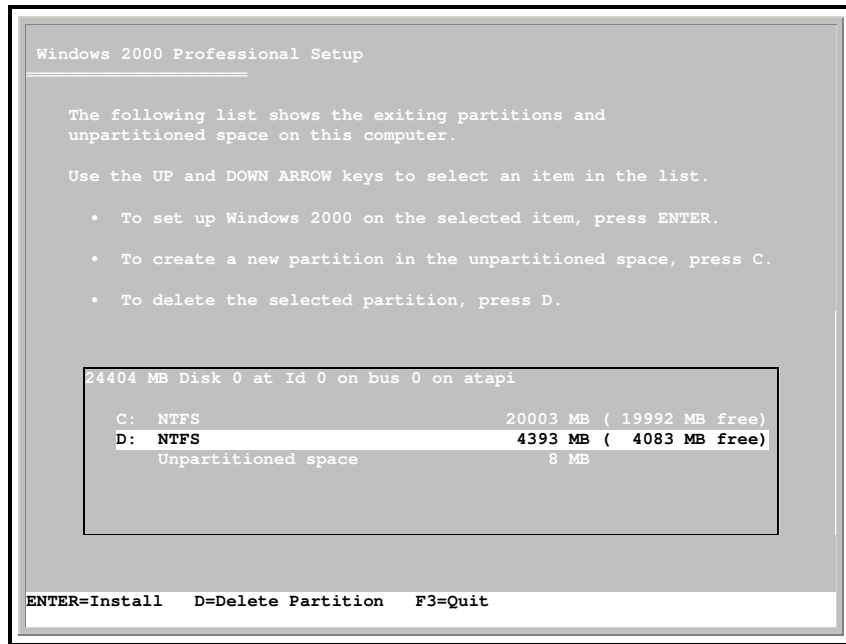 Windows 2000 Professional Setup
The following list shows the exiting partitions and
unpartitioned space on this computer.
Use the UP and DOWN ARROW keys to select an item in the list.
• To set up Windows 2000 on the selected item, press ENTER.
• To create a new partition in the unpartitioned space, press C.
• To delete the selected partition, press D.
24404 MB Disk 0 at Id 0 on bus 0 on atapi
C: NTFS 20003 MB ( 19992 MB free)
D: NTFS 4393 MB ( 4083 MB free)
Unpartitioned space 8 MB
ENTER=Install D=Delete Partition F3=Quit